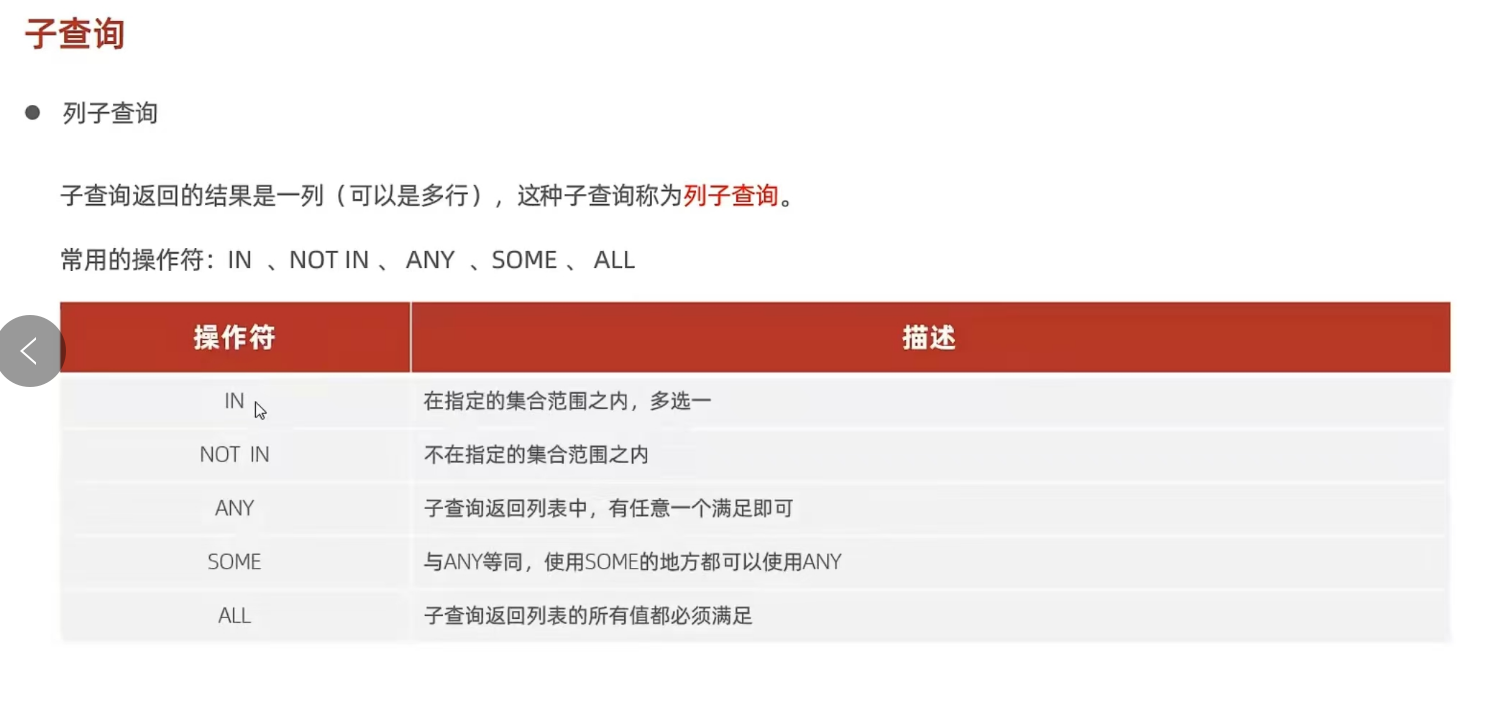 子查询
列子查询
子查询返回的结果是一列（可以是多行），这种子查询称为列子查询。
常用的操作符：IN 、NOT IN 、 ANY 、SOME 、 ALL
操作符 描述
IN 在指定的集合范围之内，多选一
NOT IN 不在指定的集合范围之内
ANY 子查询返回列表中，有任意一个满足即可
SOME 与ANY等同，使用SOME的地方都可以使用ANY
ALL 子查询返回列表的所有值都必须满足